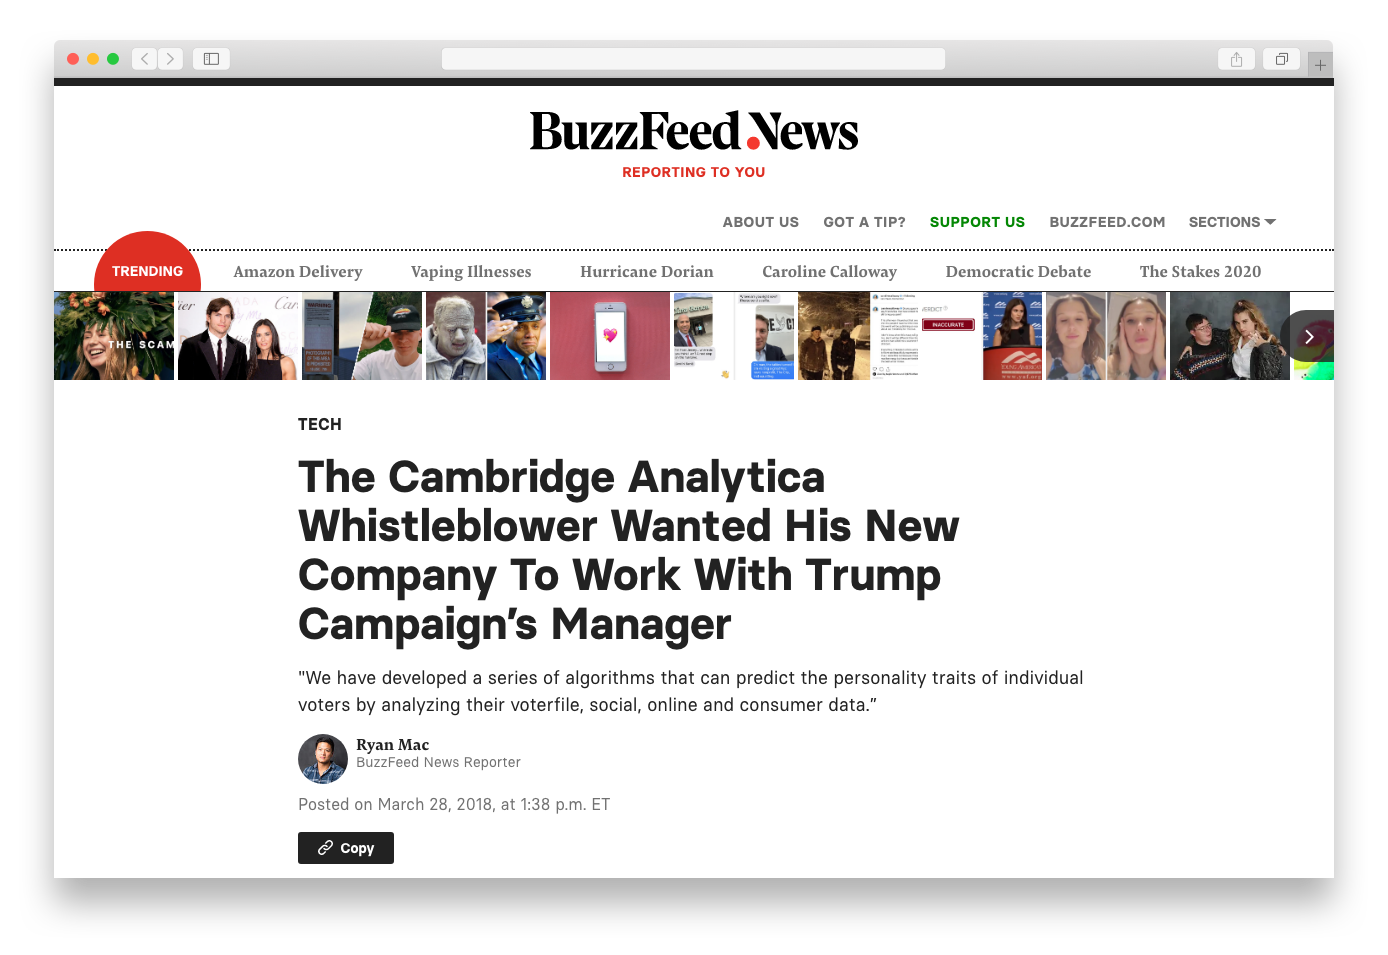 BuzzFeed News
REPORTING TO YOU
ABOUT US GOT A TIP? SUPPORT US BUZZFEED.COM SECTIONS
TRENDING Amazon Delivery Vaping Illnesses Hurricane Dorian Caroline Calloway Democratic Debate The Stakes 2020
THE SCAM
INACCURATE
TECH
The Cambridge Analytica
Whistleblower Wanted His New
Company To Work With Trump
Campaign’s Manager
"We have developed a series of algorithms that can predict the personality traits of individual
voters by analyzing their voterfile, social, online and consumer data.”
Ryan Mac
BuzzFeed News Reporter
Posted on March 28, 2018, at 1:38 p.m. ET
Copy